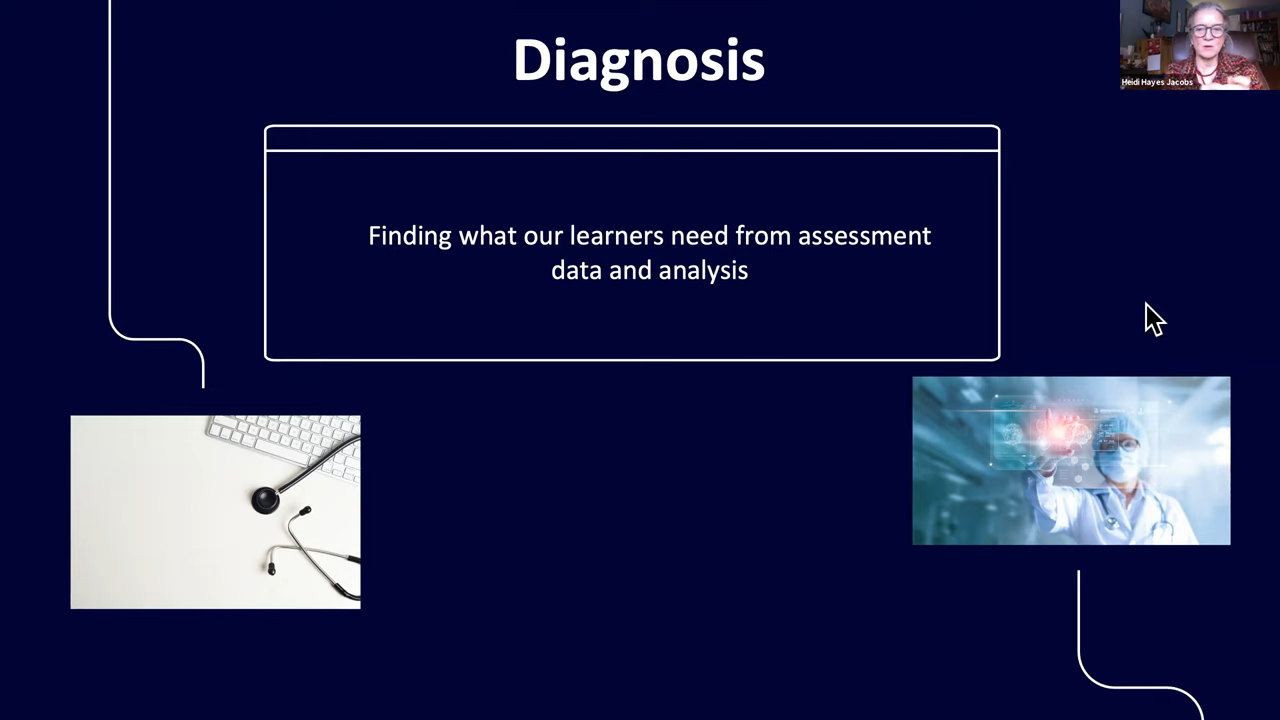 Diagnosis
Heidi Hayes Jacobs
Finding what our learners need from assessment
data and analysis